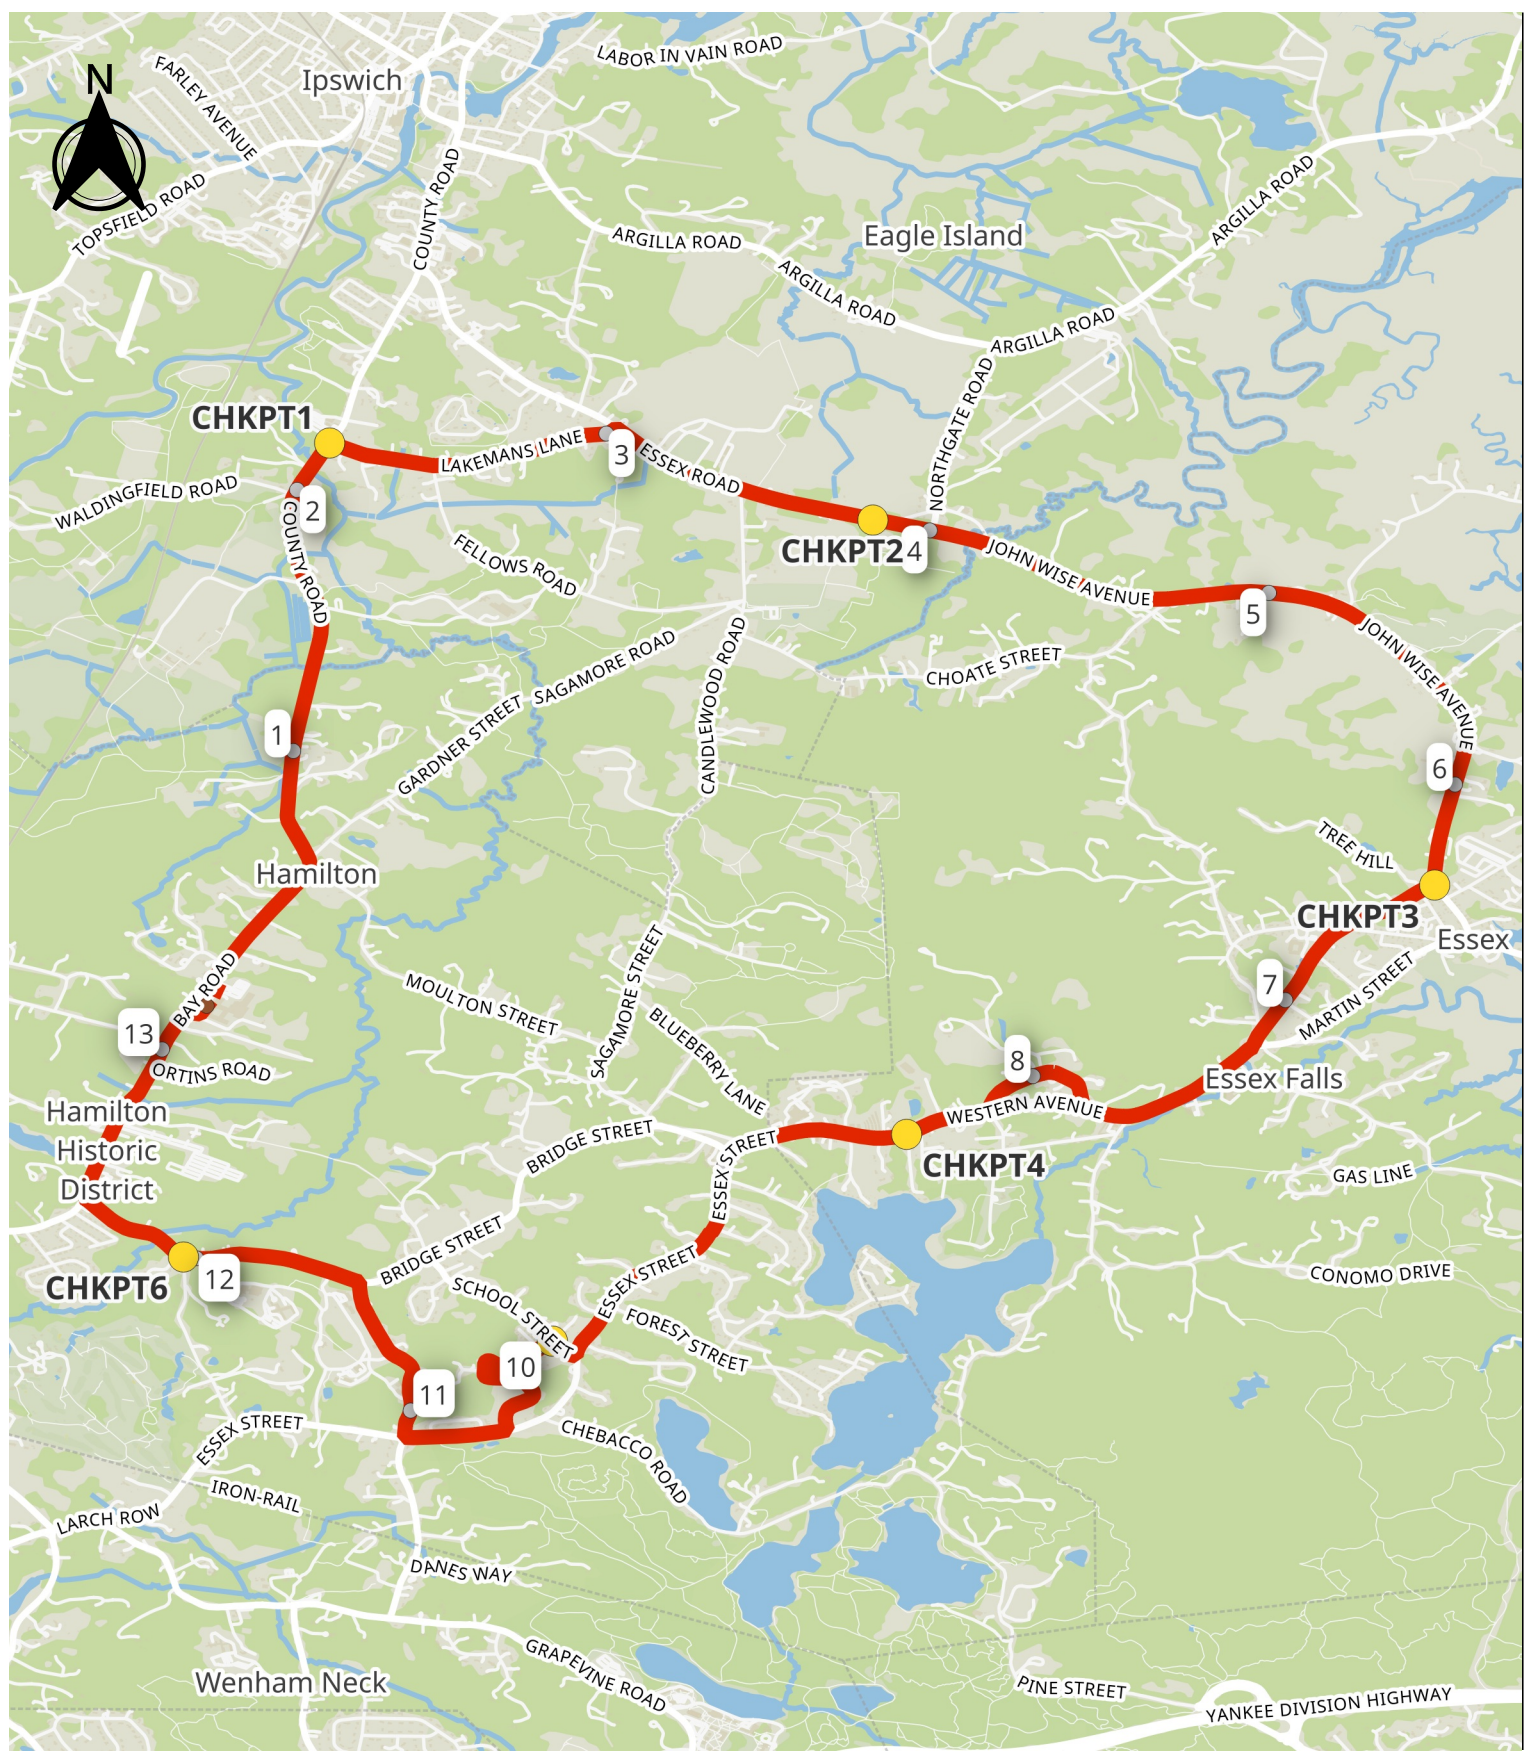 LABOR IN VAIN ROAD
FARLEY AVENUE
Ipswich
N
TOPSFIELD ROAD
COUNTY ROAD
ARGILLA ROAD
ARGILLA ROAD
Eagle Island
ARGILLA ROAD
ARGILLA ROAD
NORTHGATE ROAD
CHKPT1
LAKEMANS LANE
3
ESSEX ROAD
WALDINGFIELD ROAD
2
COUNTY ROAD
FELLOWS ROAD
CHKPT2
4
JOHN WISE AVENUE
5
JOHN WISE AVENUE
SAGAMORE ROAD
CHOATE STREET
CANDLEWOOD ROAD
GARDNER STREET
1
6
TREE HILL
Hamilton
CHKPT3
Essex
BAY ROAD
MOULTON STREET
SAGAMORE STREET
7
MARTIN STREET
13
ORTINS ROAD
BLUEBERRY LANE
8
Essex Falls
Hamilton
Historic
District
WESTERN AVENUE
BRIDGE STREET
ESSEX STREET
CHKPT4
GAS LINE
BRIDGE STREET
CHKPT6
12
ESSEX STREET
CONOMO DRIVE
SCHOOL STREET
FOREST STREET
10
11
ESSEX STREET
CHEBACCO ROAD
IRON-RAIL
LARCH ROW
DANES WAY
Wenham Neck
GRAPEVINE ROAD
PINE STREET
YANKEE DIVISION HIGHWAY